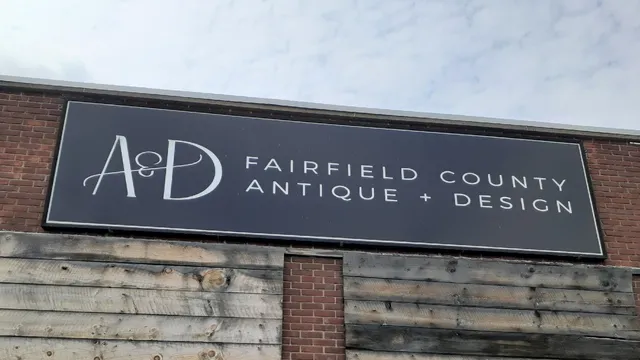 A&D
FAIRFIELD COUNTY
ANTIQUE + DESIGN